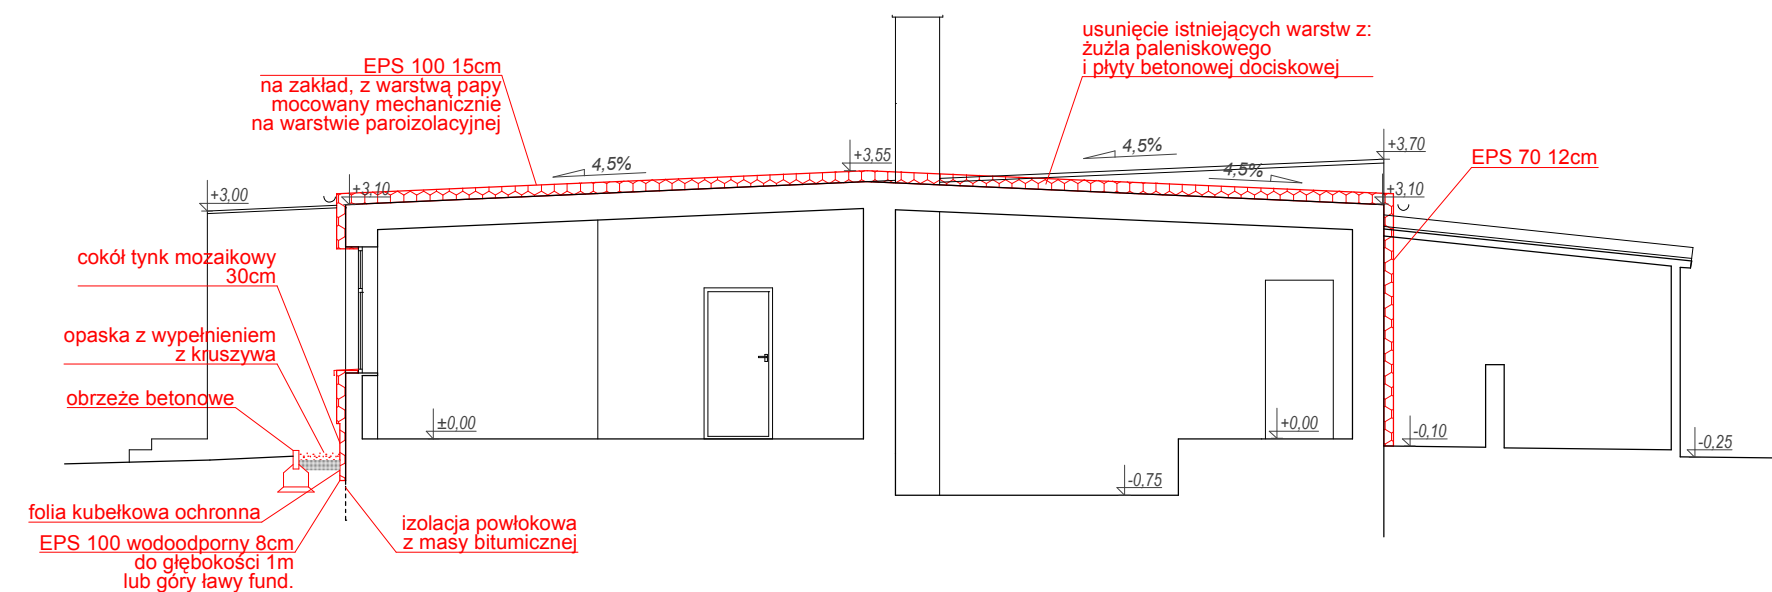 usunięcie istniejących warstw z:
żużla paleniskowego
i płyty betonowej dociskowej
EPS 100 15cm
na zakład, z warstwą papy
mocowany mechanicznie
na warstwie paroizolacyjnej
4,5%
+3,55
4,5%
+3,70
4,5%
EPS 70 12cm
+3,00
+3,10
+3,10
cokół tynk mozaikowy
30cm
opaska z wypełnieniem
z kruszywa
obrzeże betonowe
±0,00
+0,00
-0,10
-0,25
-0,75
folia kubełkowa ochronna
EPS 100 wodoodporny 8cm
do głębokości 1m
lub góry ławy fund.
izolacja powłokowa
z masy bitumicznej